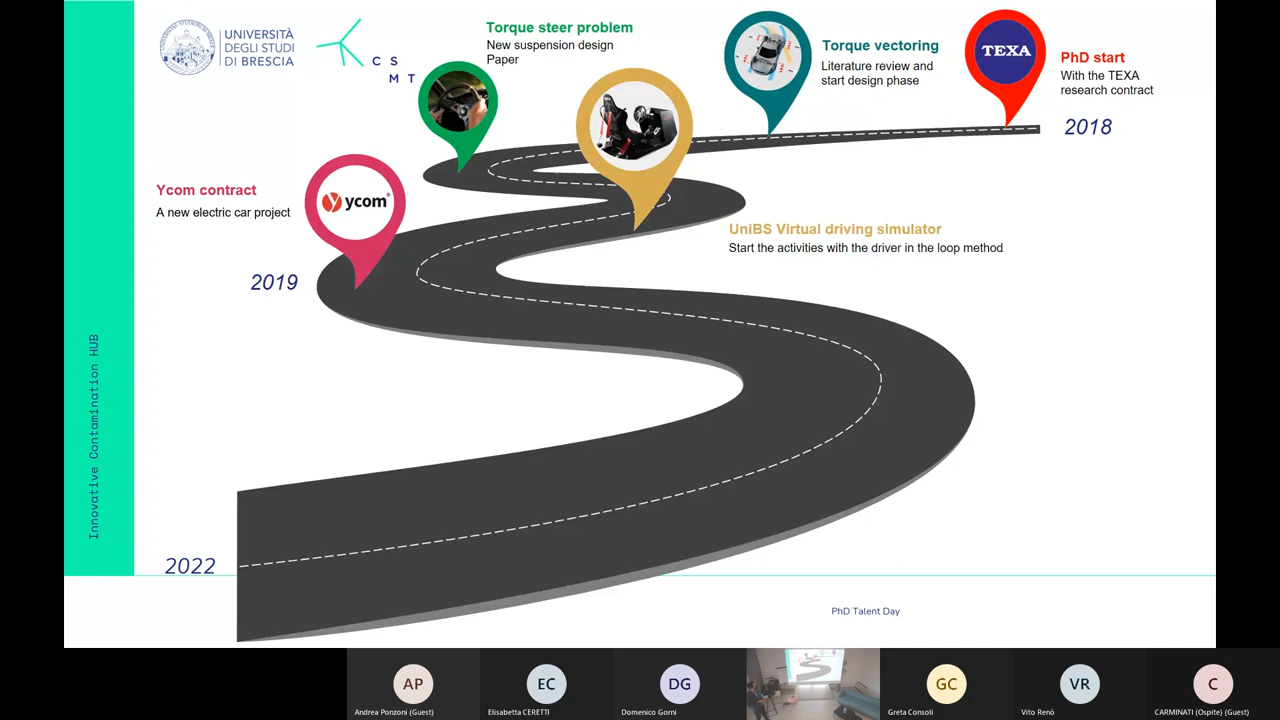 UNIVERSITÀ
DEGLI STUDI
DI BRESCIA
C S
M T
Torque steer problem
New suspension design
Paper
Torque vectoring
Literature review and
start design phase
TEXA
PhD start
With the TEXA
research contract
2018
Ycom contract
A new electric car project
ycom®
UniBS Virtual driving simulator
Start the activities with the driver in the loop method
2019
Innovative Contamination HUB
2022
PhD Talent Day
AP
Andrea Ponzoni (Guest)
EC
Elisabetta CERETTI
DG
Domenico Gorni
GC
Greta Consoli
VR
Vito Renò
C
CARMINATI (Ospite) (Guest)